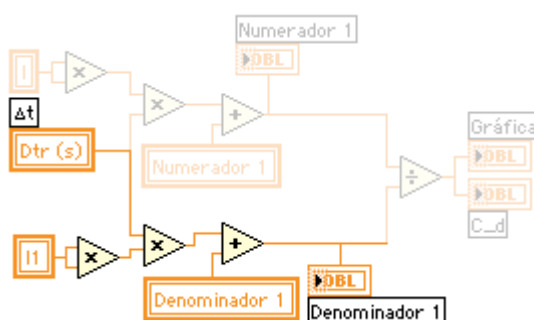 Numerador 1
DBL
I
x
x
Δt
+
Gráfica
Dtr (s)
Numerador 1
DBL
÷
DBL
C_d
I1
x
x
+
DBL
Denominador 1
Denominador 1